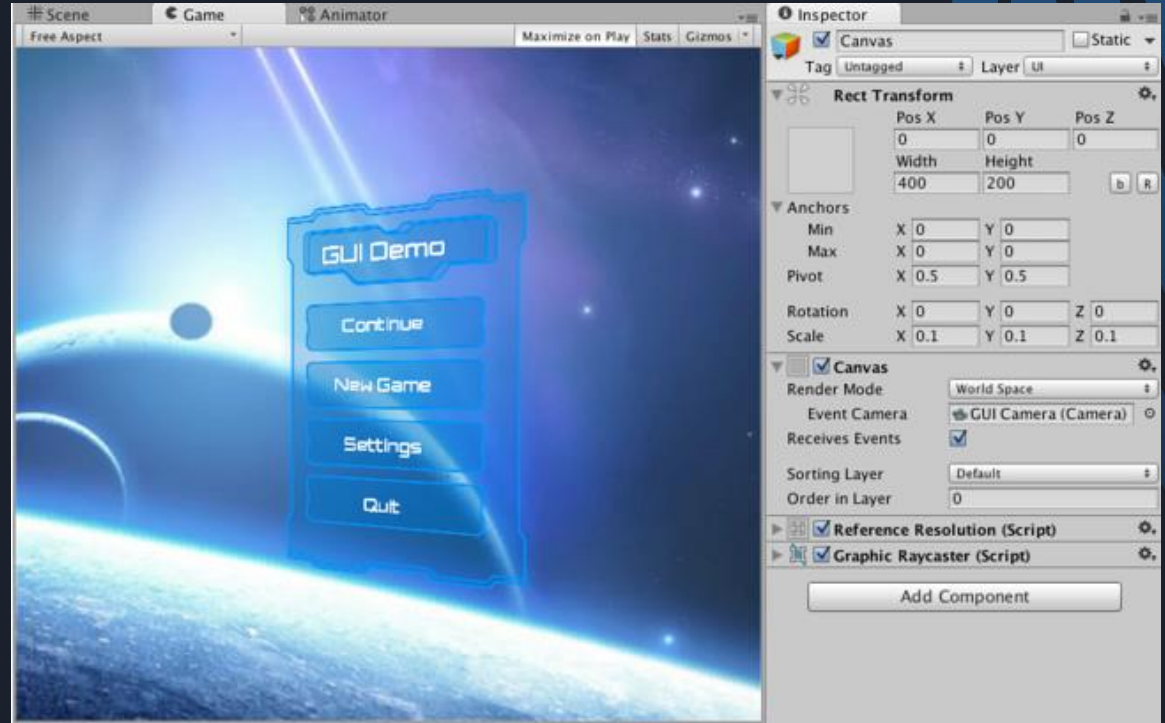 Scene Game Animator
Free Aspect Maximize on Play Stats Gizmos
GUI Demo
Continue
New Game
Settings
Quit
Inspector
Canvas Static
Tag Untagged Layer UI
Rect Transform
Pos X Pos Y Pos Z
0 0 0
Width Height
400 200 b R
Anchors
Min X 0 Y 0
Max X 0 Y 0
Pivot X 0.5 Y 0.5
Rotation X 0 Y 0 Z 0
Scale X 0.1 Y 0.1 Z 0.1
Canvas
Render Mode World Space
Event Camera GUI Camera (Camera)
Receives Events
Sorting Layer Default
Order in Layer 0
Reference Resolution (Script)
Graphic Raycaster (Script)
Add Component